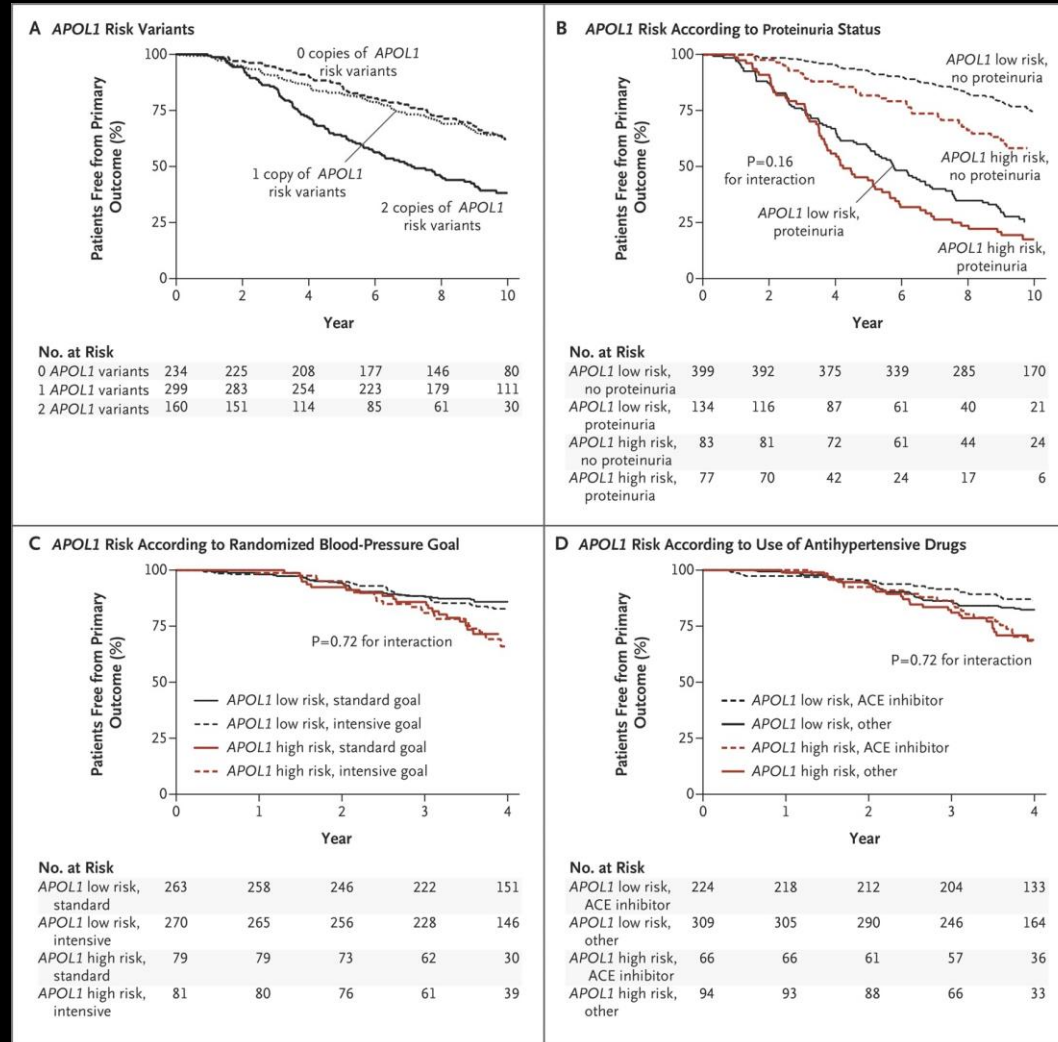 A APOL1 Risk Variants
Patients Free from Primary
Outcome (%)
100
75
50
25
0
0 copies of APOL1
risk variants
1 copy of APOL1
risk variants
2 copies of APOL1
risk variants
0 2 4 6 8 10
Year
No. at Risk
0 APOL1 variants 234 225 208 177 146 80
1 APOL1 variants 299 283 254 223 179 111
2 APOL1 variants 160 151 114 85 61 30
B APOL1 Risk According to Proteinuria Status
Patients Free from Primary
Outcome (%)
100
75
50
25
0
APOL1 low risk,
no proteinuria
P=0.16
for interaction
APOL1 high risk,
no proteinuria
APOL1 low risk,
proteinuria
APOL1 high risk,
proteinuria
0 2 4 6 8 10
Year
No. at Risk
APOL1 low risk, 399 392 375 339 285 170
no proteinuria
APOL1 low risk, 134 116 87 61 40 21
proteinuria
APOL1 high risk, 83 81 72 61 44 24
no proteinuria
APOL1 high risk, 77 70 42 24 17 6
proteinuria
C APOL1 Risk According to Randomized Blood-Pressure Goal
Patients Free from Primary
Outcome (%)
100
75
50
25
0
P=0.72 for interaction
APOL1 low risk, standard goal
APOL1 low risk, intensive goal
APOL1 high risk, standard goal
APOL1 high risk, intensive goal
0 1 2 3 4
Year
No. at Risk
APOL1 low risk, 263 258 246 222 151
standard
APOL1 low risk, 270 265 256 228 146
intensive
APOL1 high risk, 79 79 73 62 30
standard
APOL1 high risk, 81 80 76 61 39
intensive
D APOL1 Risk According to Use of Antihypertensive Drugs
Patients Free from Primary
Outcome (%)
100
75
50
25
0
P=0.72 for interaction
APOL1 low risk, ACE inhibitor
APOL1 low risk, other
APOL1 high risk, ACE inhibitor
APOL1 high risk, other
0 1 2 3 4
Year
No. at Risk
APOL1 low risk, 224 218 212 204 133
ACE inhibitor
APOL1 low risk, 309 305 290 246 164
other
APOL1 high risk, 66 66 61 57 36
ACE inhibitor
APOL1 high risk, 94 93 88 66 33
other